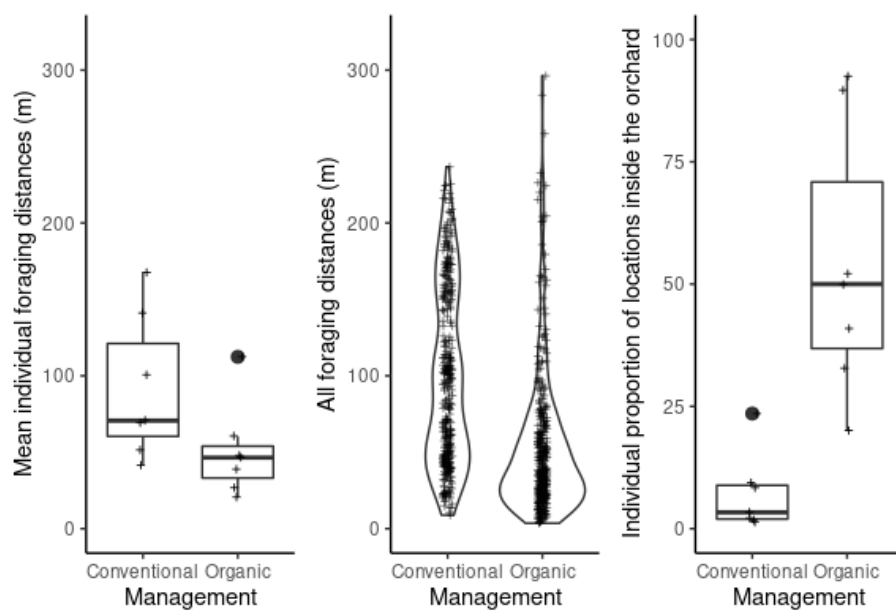 Mean individual foraging distances (m)
300
200
100
0
Conventional Organic
Management
All foraging distances (m)
300
200
100
0
Conventional Organic
Management
Individual proportion of locations inside the orchard
100
75
50
25
0
Conventional Organic
Management